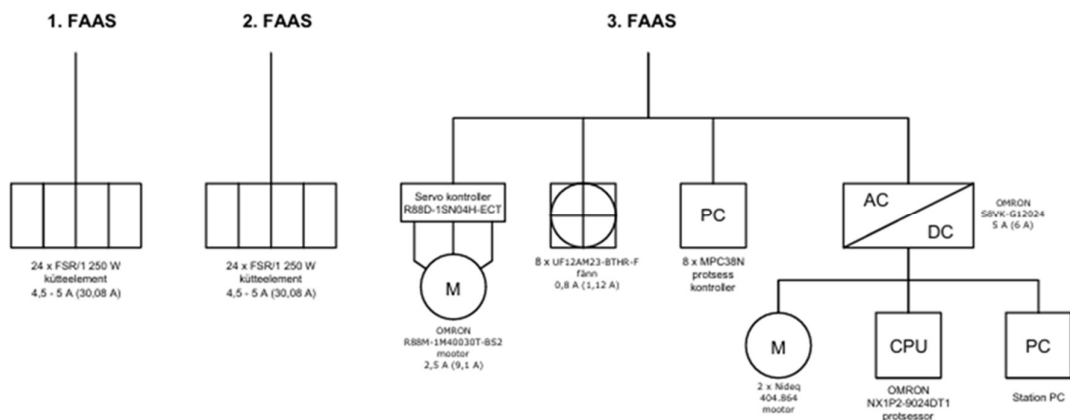 1. FAAS
2. FAAS
3. FAAS
24 x FSR/1 250 W
kütteelement
4,5 - 5 A (30,08 A)
24 x FSR/1 250 W
kütteelement
4,5 - 5 A (30,08 A)
Servo kontroller
R88D-1SN04H-ECT
M
OMRON
R88M-1M40030T-BS2
mootor
2,5 A (9,1 A)
8 x UF12AM23-BTHR-F
fänn
0,8 A (1,12 A)
PC
8 x MPC38N
protsess
kontroller
AC
DC
OMRON
S8VK-G12024
5 A (6 A)
M
2 x Nideq
404.864
mootor
CPU
OMRON
NX1P2-9024DT1
protsessor
PC
Station PC